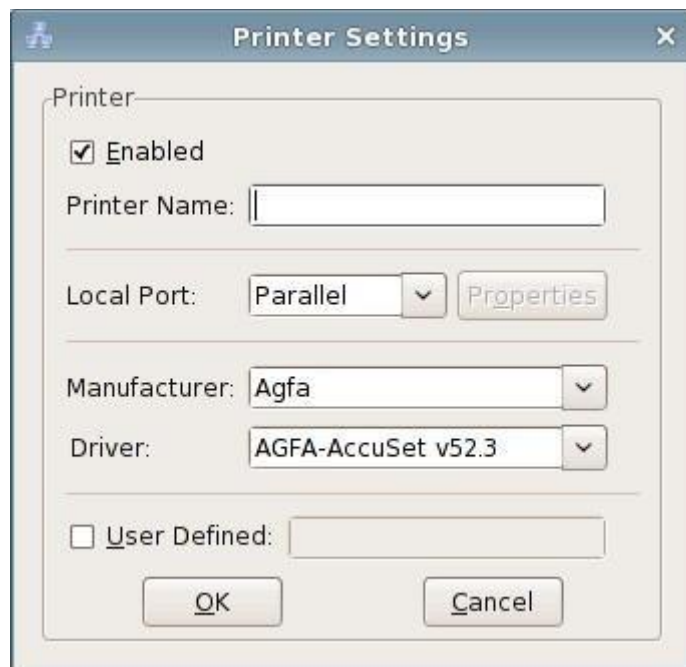 Printer Settings
Printer
Enabled
Printer Name:
Local Port: Parallel Properties
Manufacturer: Agfa
Driver: AGFA-AccuSet v52.3
User Defined:
OK Cancel